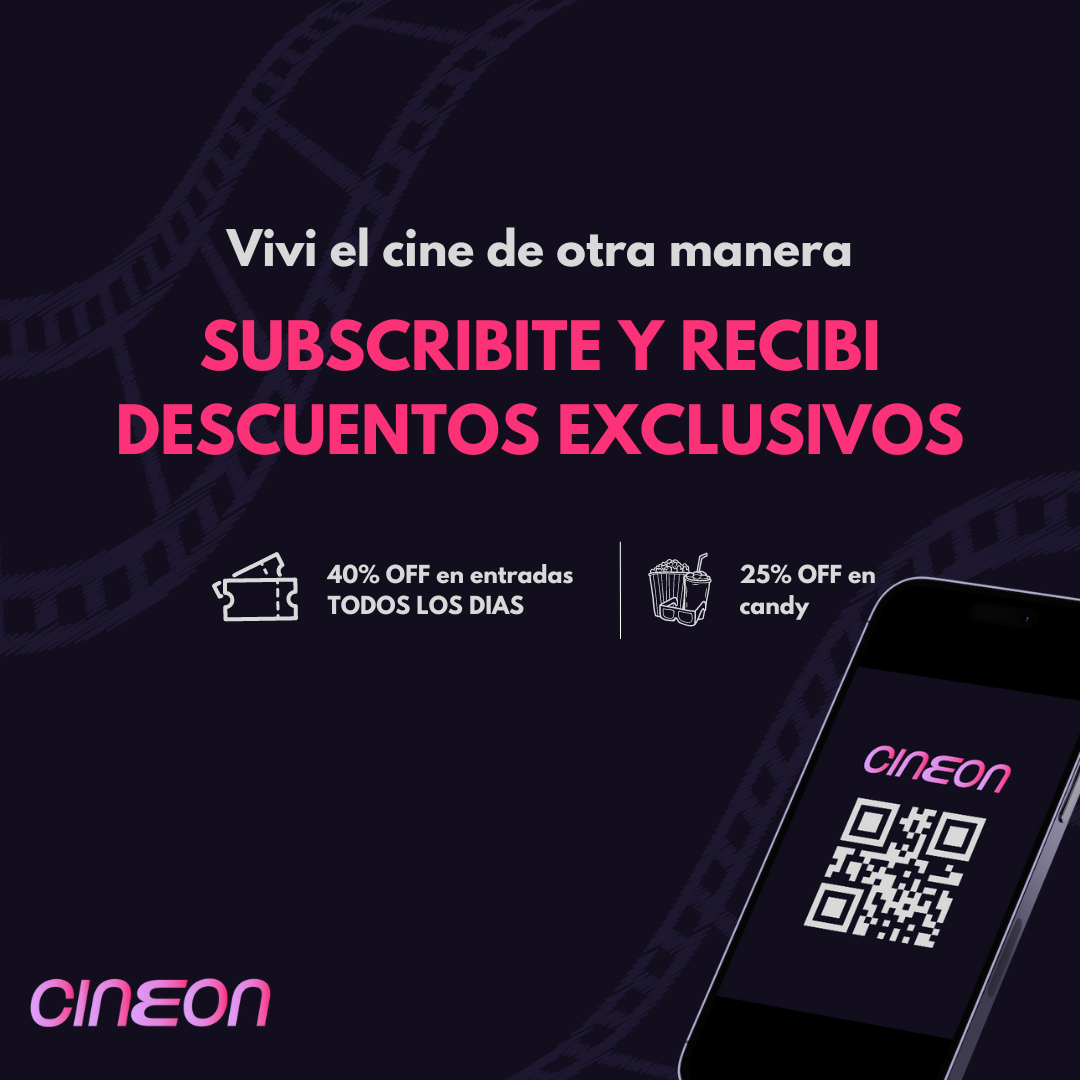 Vivi el cine de otra manera
SUBSCRIBITE Y RECIBI
DESCUENTOS EXCLUSIVOS
40% OFF en entradas
TODOS LOS DIAS
25% OFF en
candy
CINEON
CINEON